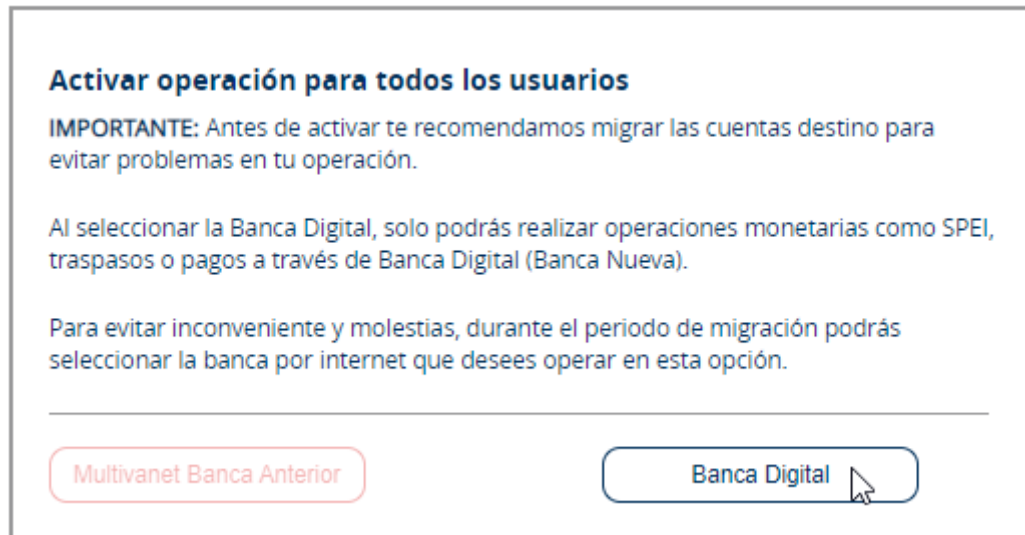 Activar operación para todos los usuarios
IMPORTANTE: Antes de activar te recomendamos migrar las cuentas destino para
evitar problemas en tu operación.
Al seleccionar la Banca Digital, solo podrás realizar operaciones monetarias como SPEI,
traspasos o pagos a través de Banca Digital (Banca Nueva).
Para evitar inconveniente y molestias, durante el periodo de migración podrás
seleccionar la banca por internet que desees operar en esta opción.
Multivanet Banca Anterior
Banca Digital